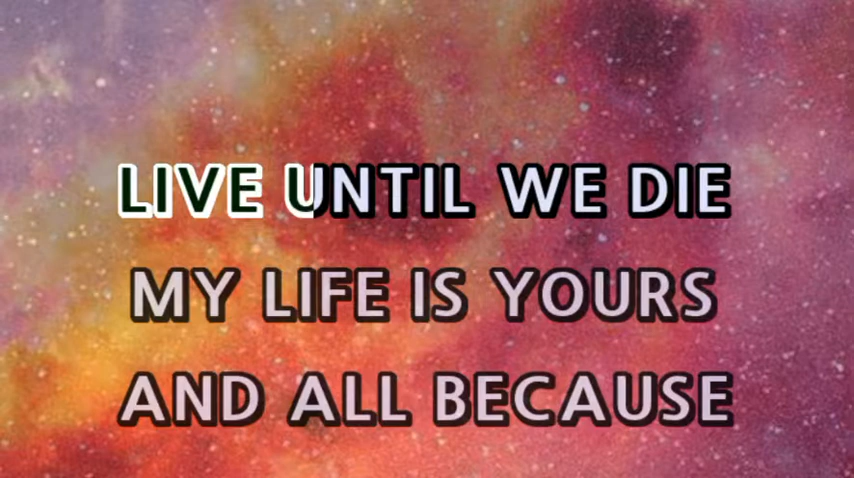 LIVE UNTIL WE DIE
MY LIFE IS YOURS
AND ALL BECAUSE